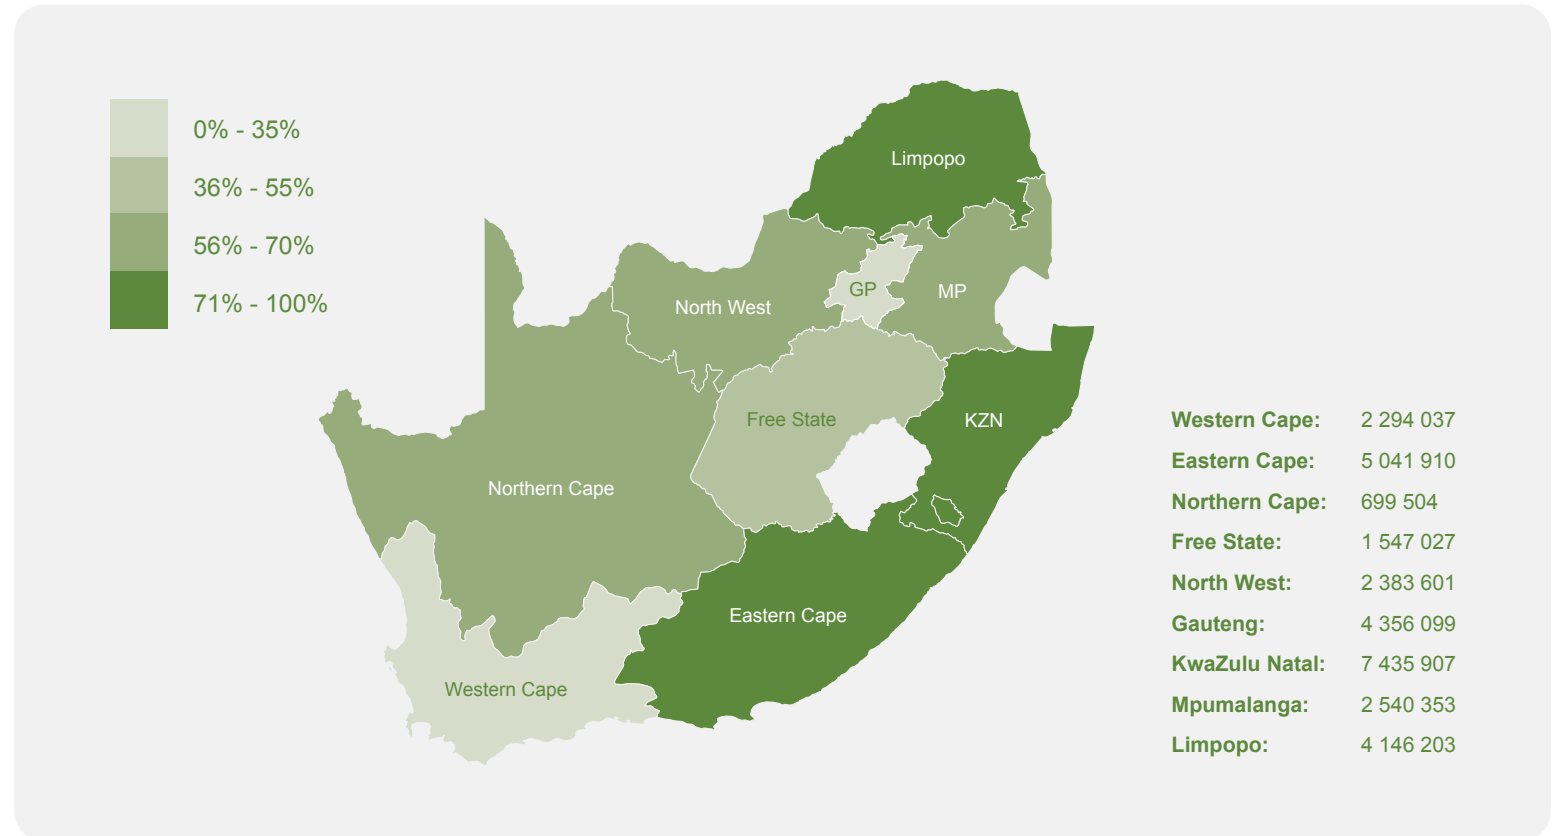 0% - 35%
36% - 55%
56% - 70%
71% - 100%
Limpopo
North West
GP
MP
Free State
KZN
Northern Cape
Eastern Cape
Western Cape
Western Cape: 2 294 037
Eastern Cape: 5 041 910
Northern Cape: 699 504
Free State: 1 547 027
North West: 2 383 601
Gauteng: 4 356 099
KwaZulu Natal: 7 435 907
Mpumalanga: 2 540 353
Limpopo: 4 146 203